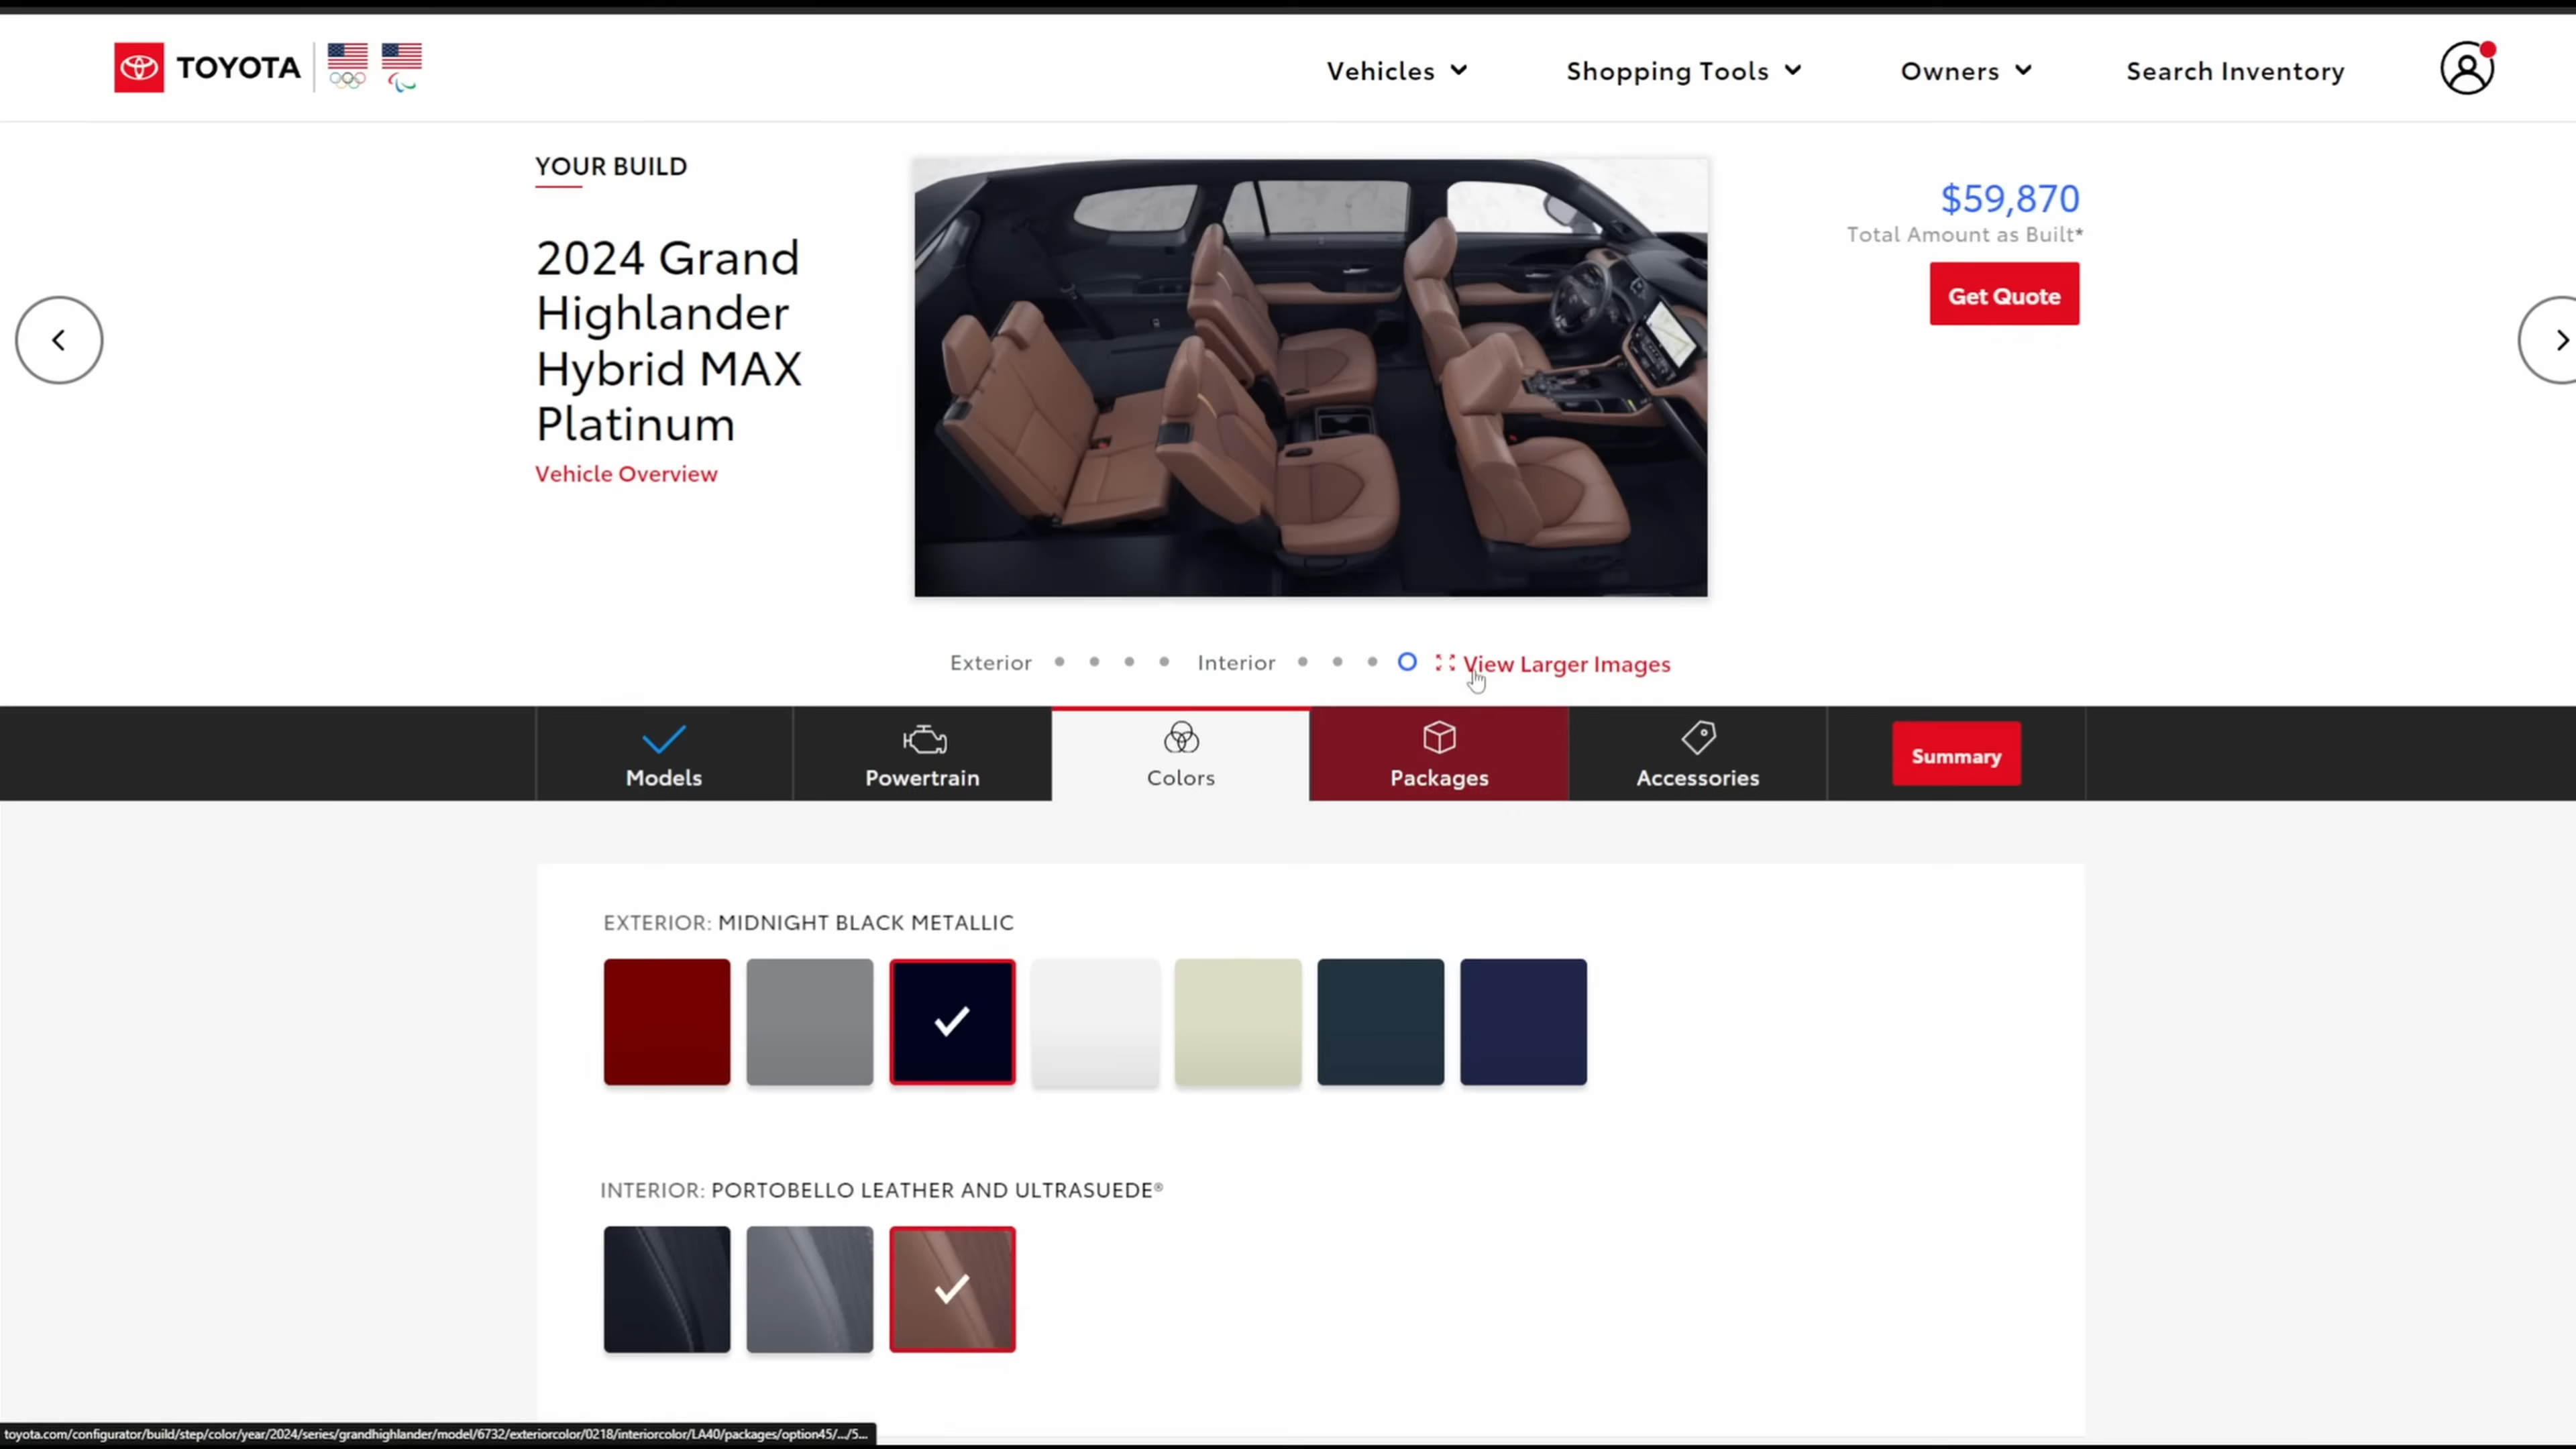 TOYOTA
Vehicles
Shopping Tools
Owners
Search Inventory
YOUR BUILD
2024 Grand
Highlander
Hybrid MAX
Platinum
Vehicle Overview
$59,870
Total Amount as Built*
Get Quote
Exterior
Interior
View Larger Images
Models
Powertrain
Colors
Packages
Accessories
Summary
EXTERIOR: MIDNIGHT BLACK METALLIC
INTERIOR: PORTOBELLO LEATHER AND ULTRASUEDE®
toyota.com/configurator/build/step/color/year/2024/series/grandhighlander/model/6732/exteriorcolor/0218/interiorcolor/LA40/packages/option45/.../5...